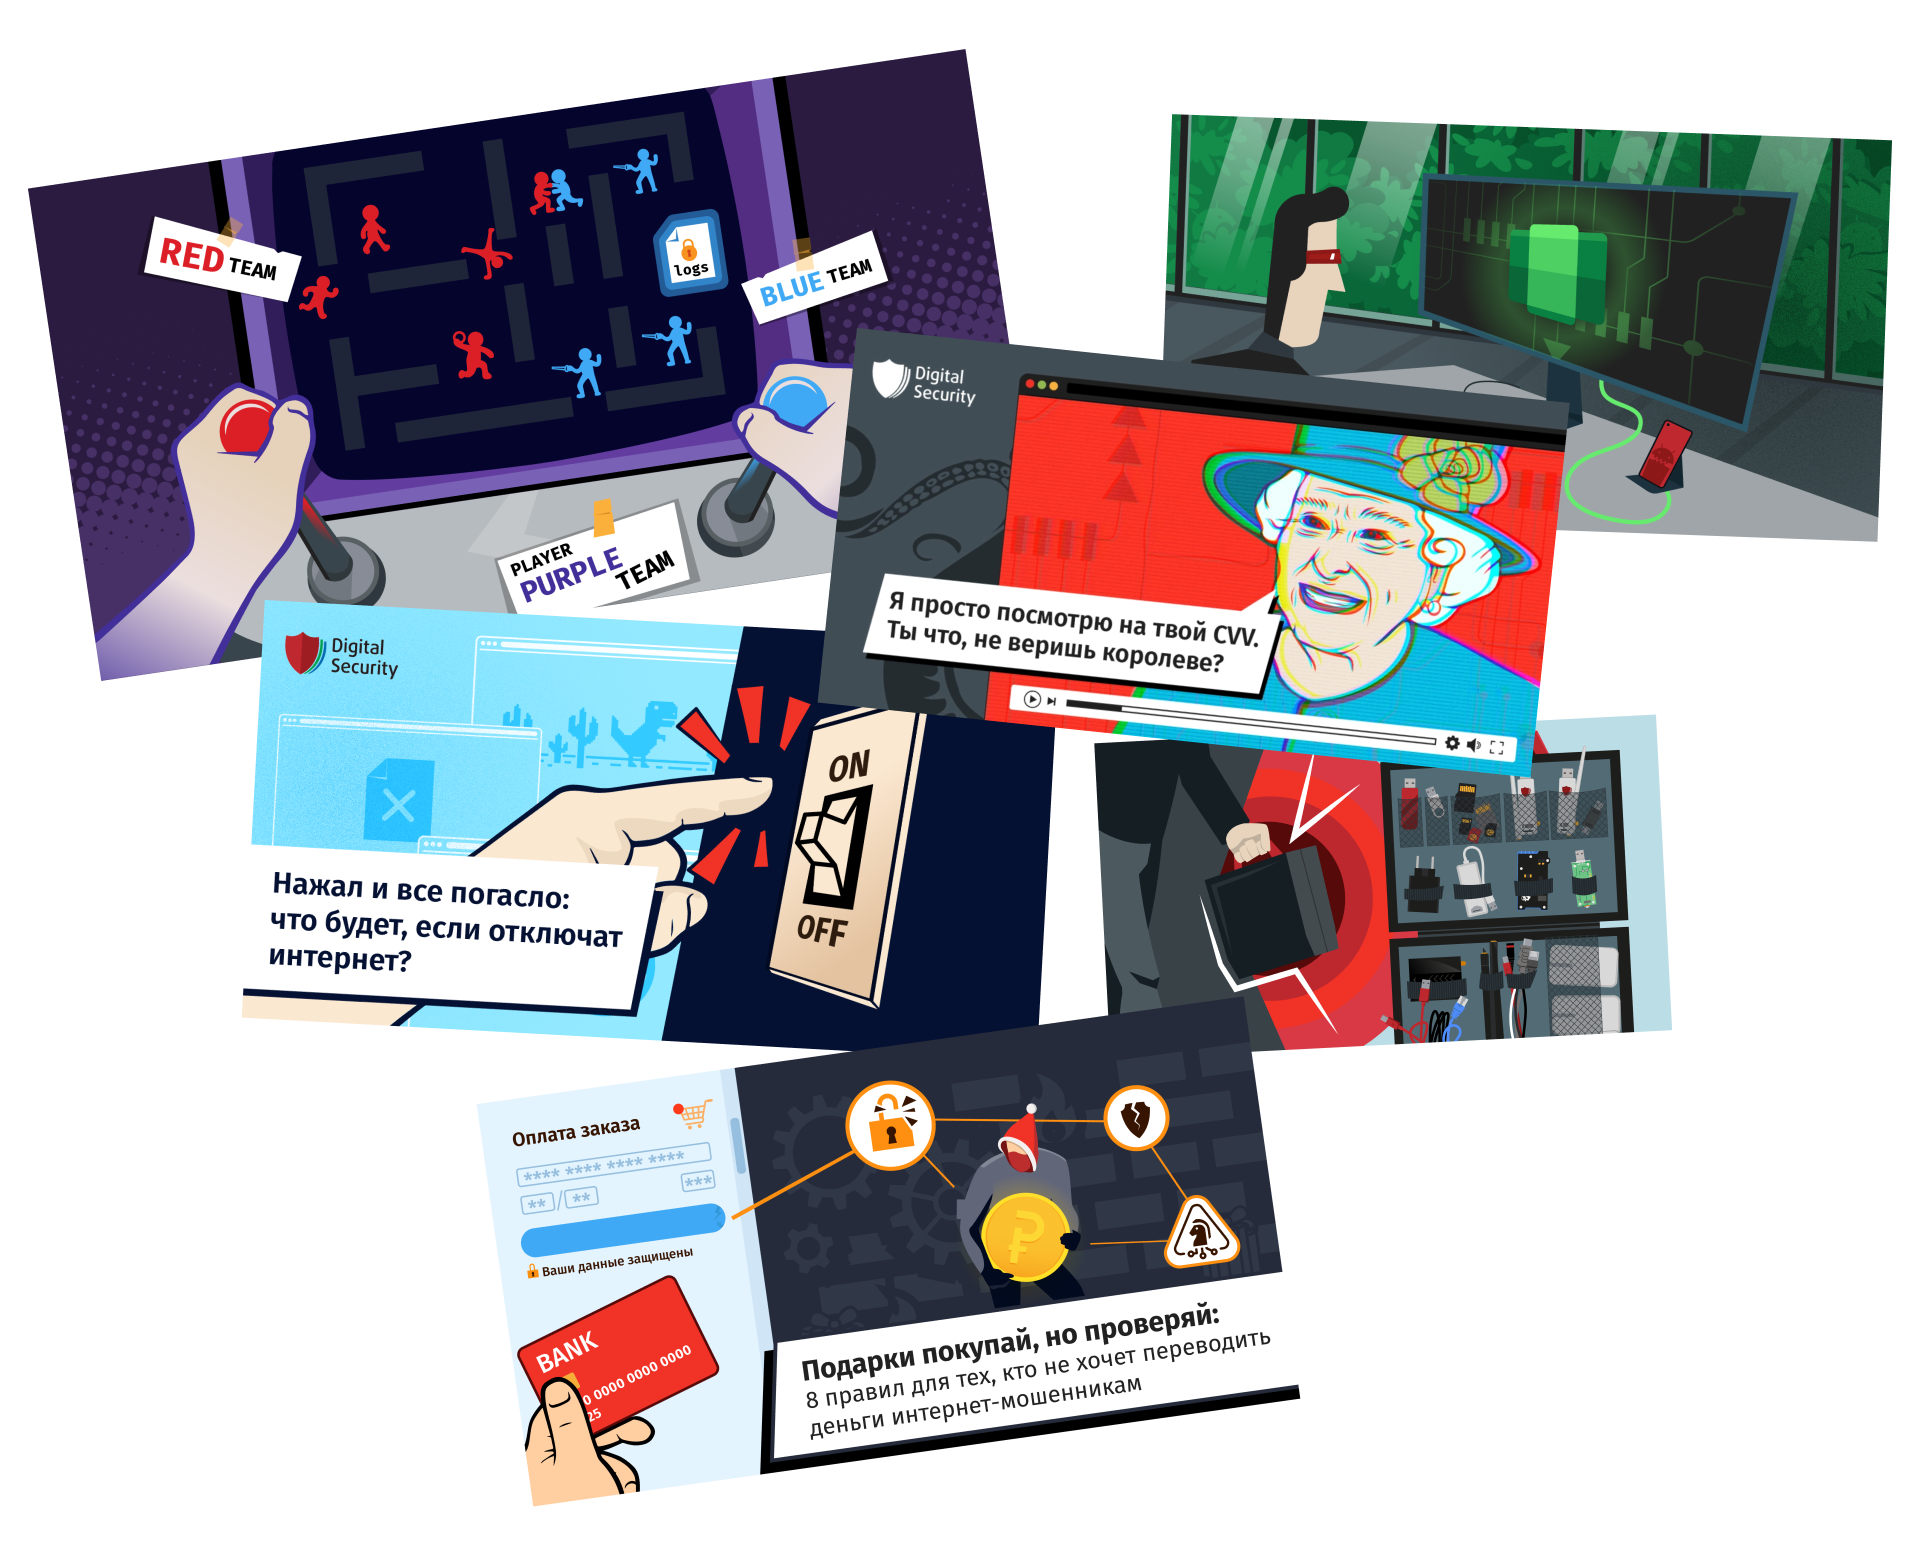 RED TEAM
logs
BLUE TEAM
PLAYER
PURPLE
TEAM
Digital
Security
Я просто посмотрю на твой CVV.
Ты что, не веришь королеве?
Digital
Security
ON
OFF
Нажал и все погасло:
что будет, если отключат
интернет?
Оплата заказа
**** **** **** ****
** / ** ***
Ваши данные защищены
BANK
0 0000 0000 0000
25
Подарки покупай, но проверяй:
8 правил для тех, кто не хочет переводить
деньги интернет-мошенникам